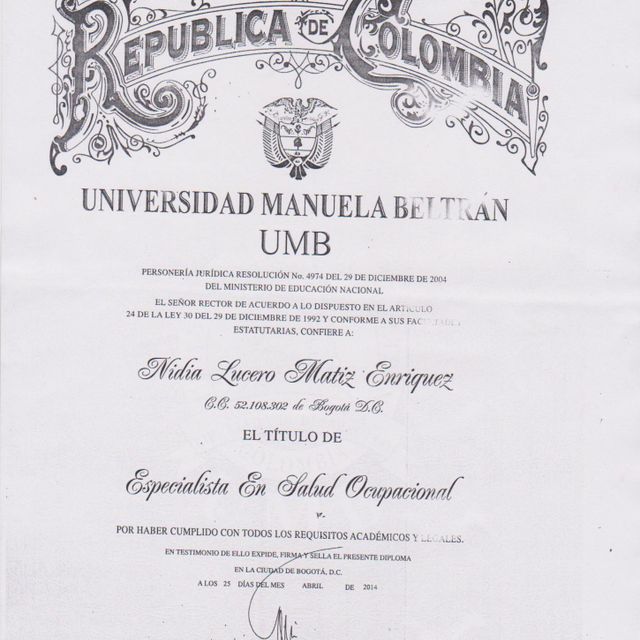 REPUBLICA DE COLOMBIA
UNIVERSIDAD MANUELA BELTRÁN
UMB
PERSONERÍA JURÍDICA RESOLUCIÓN No. 4974 DEL 29 DE DICIEMBRE DE 2004
DEL MINISTERIO DE EDUCACIÓN NACIONAL
EL SEÑOR RECTOR DE ACUERDO A LO DISPUESTO EN EL ARTICULO
24 DE LA LEY 30 DEL 29 DE DICIEMBRE DE 1992 Y CONFORME A SUS FACULTADES
ESTATUTARIAS, CONFIERE A:
Nidia Lucero Matiz Enriquez
C.C. 52.108.302 de Bogotá D.C.
EL TÍTULO DE
Especialista En Salud Ocupacional
POR HABER CUMPLIDO CON TODOS LOS REQUISITOS ACADÉMICOS Y LEGALES.
EN TESTIMONIO DE ELLO EXPIDE, FIRMA Y SELLA EL PRESENTE DIPLOMA
EN LA CIUDAD DE BOGOTÁ, D.C.
A LOS 25 DÍAS DEL MES ABRIL DE 2014